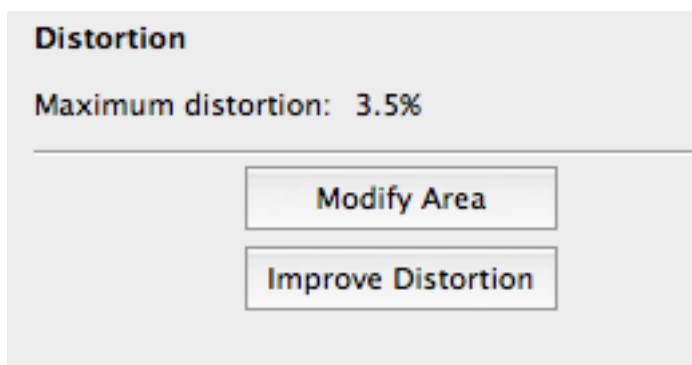 Distortion
Maximum distortion: 3.5%
Modify Area
Improve Distortion